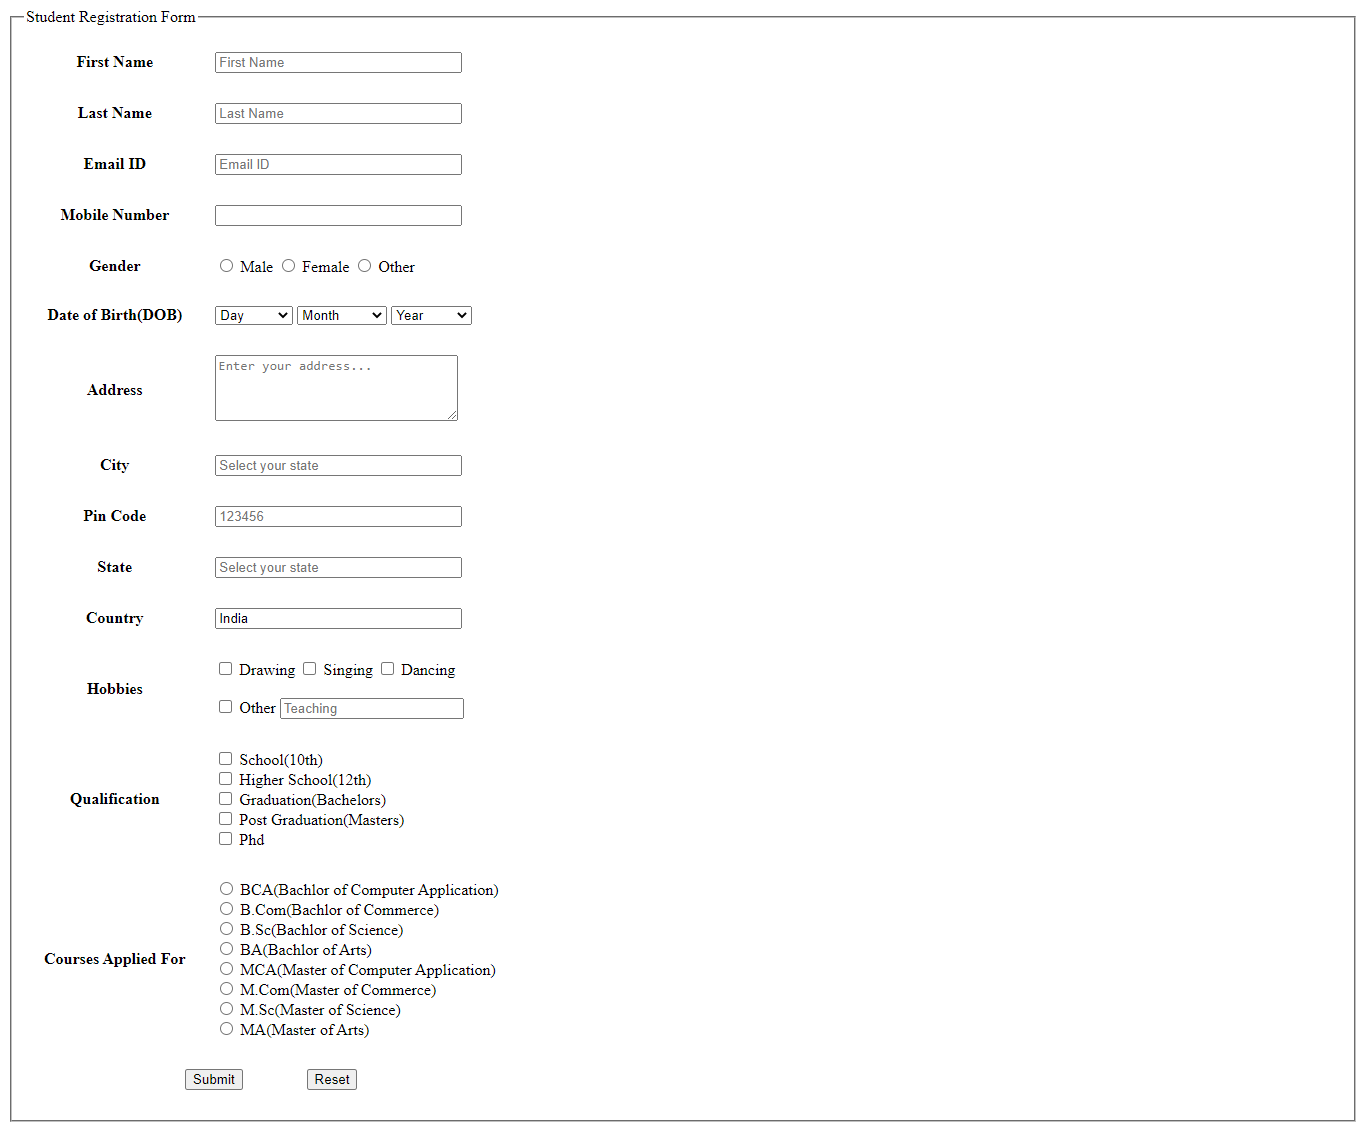 Student Registration Form
First Name First Name
Last Name Last Name
Email ID Email ID
Mobile Number
Gender Male Female Other
Date of Birth(DOB) Day Month Year
Address Enter your address...
City Select your state
Pin Code 123456
State Select your state
Country India
Hobbies
Drawing Singing Dancing
Other Teaching
Qualification
School(10th)
Higher School(12th)
Graduation(Bachelors)
Post Graduation(Masters)
Phd
Courses Applied For
BCA(Bachlor of Computer Application)
B.Com(Bachlor of Commerce)
B.Sc(Bachlor of Science)
BA(Bachlor of Arts)
MCA(Master of Computer Application)
M.Com(Master of Commerce)
M.Sc(Master of Science)
MA(Master of Arts)
Submit Reset